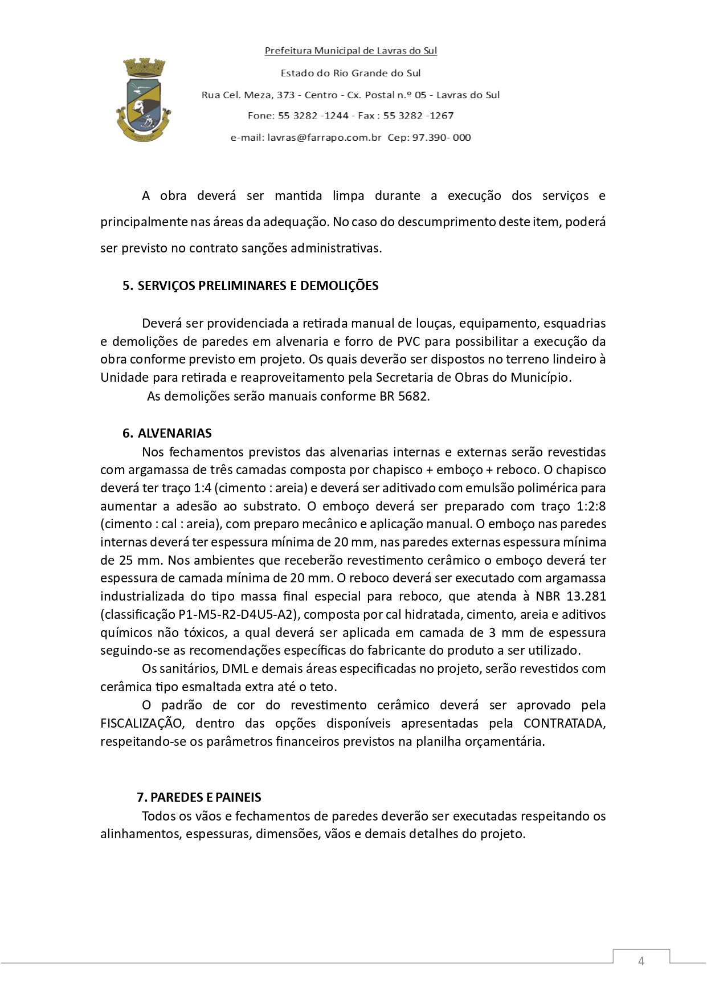 Prefeitura Municipal de Lavras do Sul
Estado do Rio Grande do Sul
Rua Cel. Meza, 373 - Centro - Cx. Postal n.º 05 - Lavras do Sul
Fone: 55 3282 -1244 - Fax : 55 3282 -1267
e-mail: lavras@farrapo.com.br Cep: 97.390- 000
LAVRAS DO SUL
A obra deverá ser mantida limpa durante a execução dos serviços e
principalmente nas áreas da adequação. No caso do descumprimento deste item, poderá
ser previsto no contrato sanções administrativas.
5. SERVIÇOS PRELIMINARES E DEMOLIÇÕES
Deverá ser providenciada a retirada manual de louças, equipamento, esquadrias
e demolições de paredes em alvenaria e forro de PVC para possibilitar a execução da
obra conforme previsto em projeto. Os quais deverão ser dispostos no terreno lindeiro à
Unidade para retirada e reaproveitamento pela Secretaria de Obras do Município.
As demolições serão manuais conforme BR 5682.
6. ALVENARIAS
Nos fechamentos previstos das alvenarias internas e externas serão revestidas
com argamassa de três camadas composta por chapisco + emboço + reboco. O chapisco
deverá ter traço 1:4 (cimento : areia) e deverá ser aditivado com emulsão polimérica para
aumentar a adesão ao substrato. O emboço deverá ser preparado com traço 1:2:8
(cimento : cal : areia), com preparo mecânico e aplicação manual. O emboço nas paredes
internas deverá ter espessura mínima de 20 mm, nas paredes externas espessura mínima
de 25 mm. Nos ambientes que receberão revestimento cerâmico o emboço deverá ter
espessura de camada mínima de 20 mm. O reboco deverá ser executado com argamassa
industrializada do tipo massa final especial para reboco, que atenda à NBR 13.281
(classificação P1-M5-R2-D4U5-A2), composta por cal hidratada, cimento, areia e aditivos
químicos não tóxicos, a qual deverá ser aplicada em camada de 3 mm de espessura
seguindo-se as recomendações específicas do fabricante do produto a ser utilizado.
Os sanitários, DML e demais áreas especificadas no projeto, serão revestidos com
cerâmica tipo esmaltada extra até o teto.
O padrão de cor do revestimento cerâmico deverá ser aprovado pela
FISCALIZAÇÃO, dentro das opções disponíveis apresentadas pela CONTRATADA,
respeitando-se os parâmetros financeiros previstos na planilha orçamentária.
7. PAREDES E PAINEIS
Todos os vãos e fechamentos de paredes deverão ser executadas respeitando os
alinhamentos, espessuras, dimensões, vãos e demais detalhes do projeto.
4